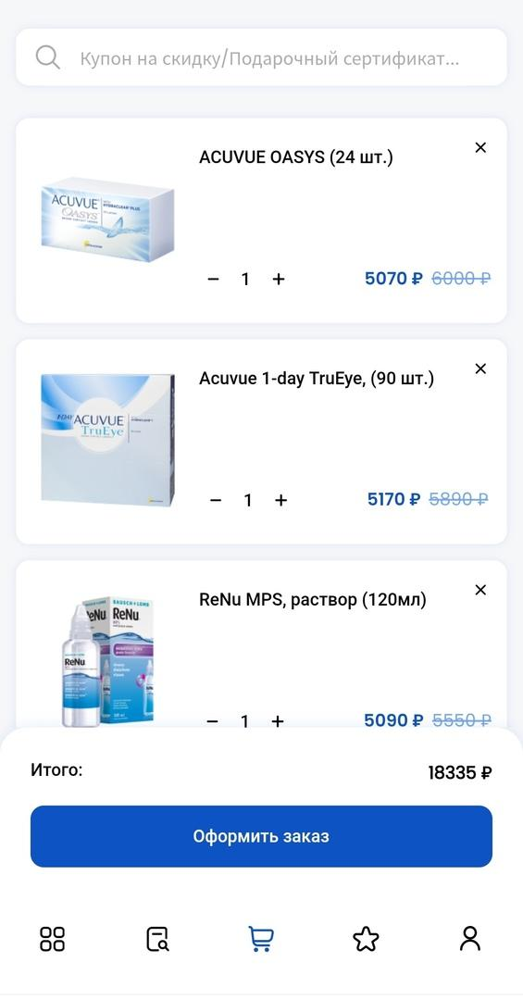 Купон на скидку/Подарочный сертификат...
ACUVUE OASYS (24 шт.)
ACUVUE
OASYS
1
5070 ₽ 6000 ₽
Acuvue 1-day TruEye, (90 шт.)
1-DAY ACUVUE
TruEye
1
5170 ₽ 5890 ₽
ReNu MPS, раствор (120мл)
BAUSCH + LOMB
ReNu
ReNu
ReNu
1
5090 ₽ 5550 ₽
Итого:
18335 ₽
Оформить заказ